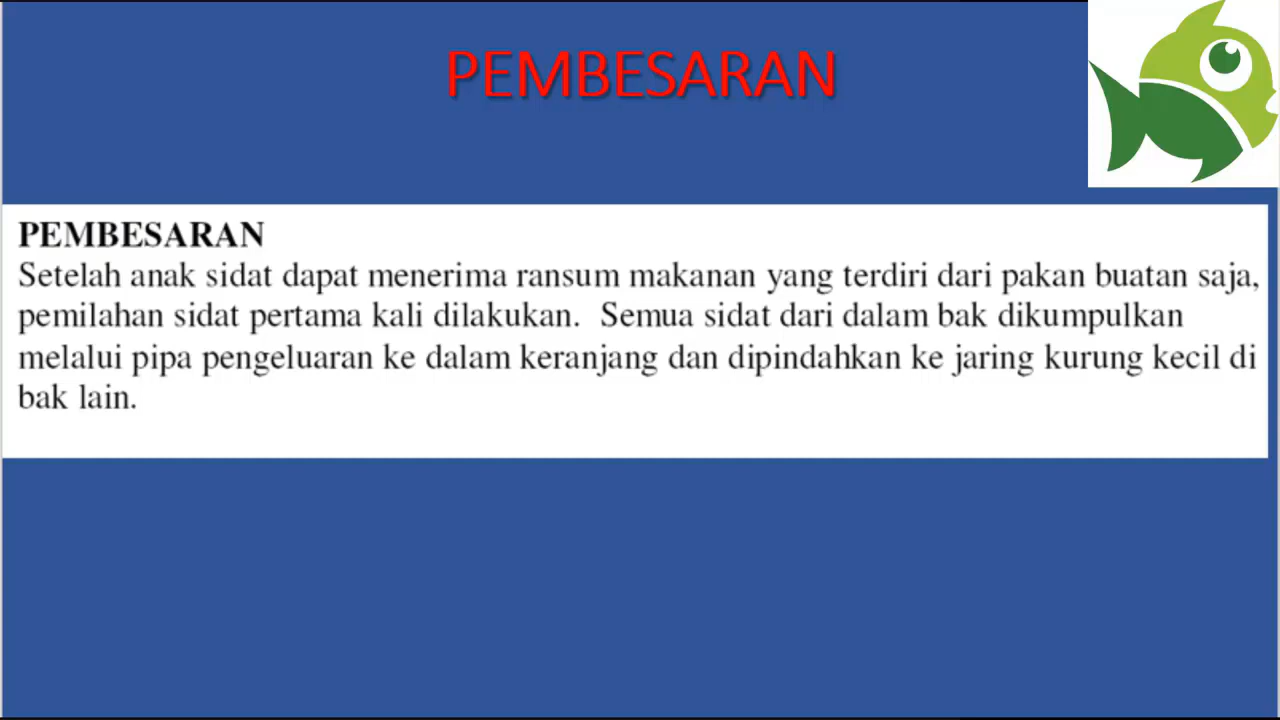 PEMBESARAN
PEMBESARAN
Setelah anak sidat dapat menerima ransum makanan yang terdiri dari pakan buatan saja,
pemilahan sidat pertama kali dilakukan.  Semua sidat dari dalam bak dikumpulkan
melalui pipa pengeluaran ke dalam keranjang dan dipindahkan ke jaring kurung kecil di
bak lain.